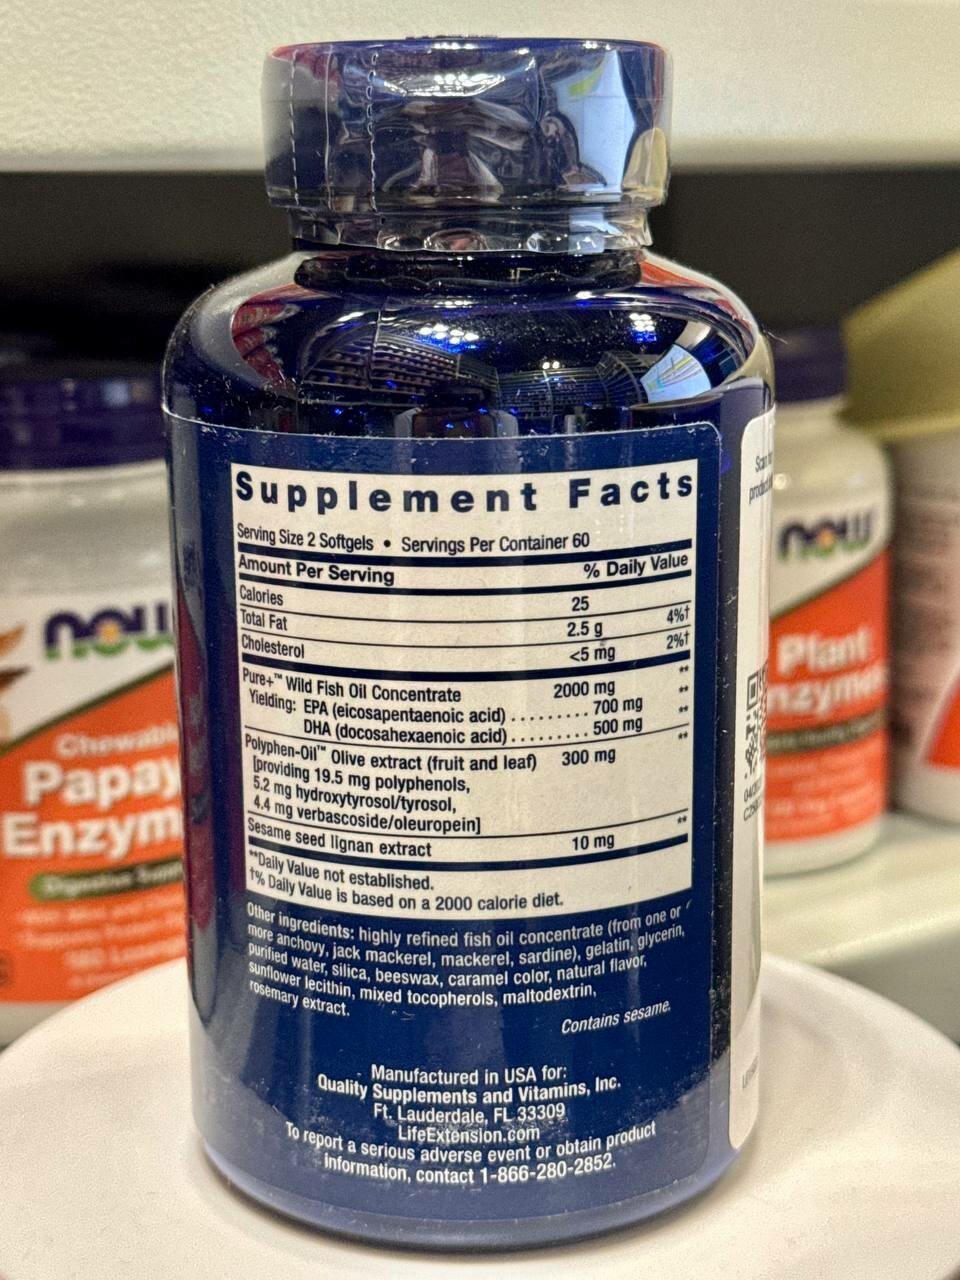 Supplement Facts
Serving Size 2 Softgels • Servings Per Container 60
Amount Per Serving % Daily Value
Calories 25
Total Fat 2.5 g 4%†
Cholesterol <5 mg 2%†
Pure+™ Wild Fish Oil Concentrate 2000 mg **
Yielding: EPA (eicosapentaenoic acid) ......... 700 mg **
DHA (docosahexaenoic acid) ......... 500 mg **
Polyphen-Oil™ Olive extract (fruit and leaf) 300 mg **
[providing 19.5 mg polyphenols,
5.2 mg hydroxytyrosol/tyrosol,
4.4 mg verbascoside/oleuropein]
Sesame seed lignan extract 10 mg **
**Daily Value not established.
†% Daily Value is based on a 2000 calorie diet.
Other ingredients: highly refined fish oil concentrate (from one or
more anchovy, jack mackerel, mackerel, sardine), gelatin, glycerin,
purified water, silica, beeswax, caramel color, natural flavor,
sunflower lecithin, mixed tocopherols, maltodextrin,
rosemary extract.
Contains sesame.
Manufactured in USA for:
Quality Supplements and Vitamins, Inc.
Ft. Lauderdale, FL 33309
LifeExtension.com
To report a serious adverse event or obtain product
information, contact 1-866-280-2852.
now
Chewable
Papay
Enzym
Digestive
now
Plant
nzyme
Scan